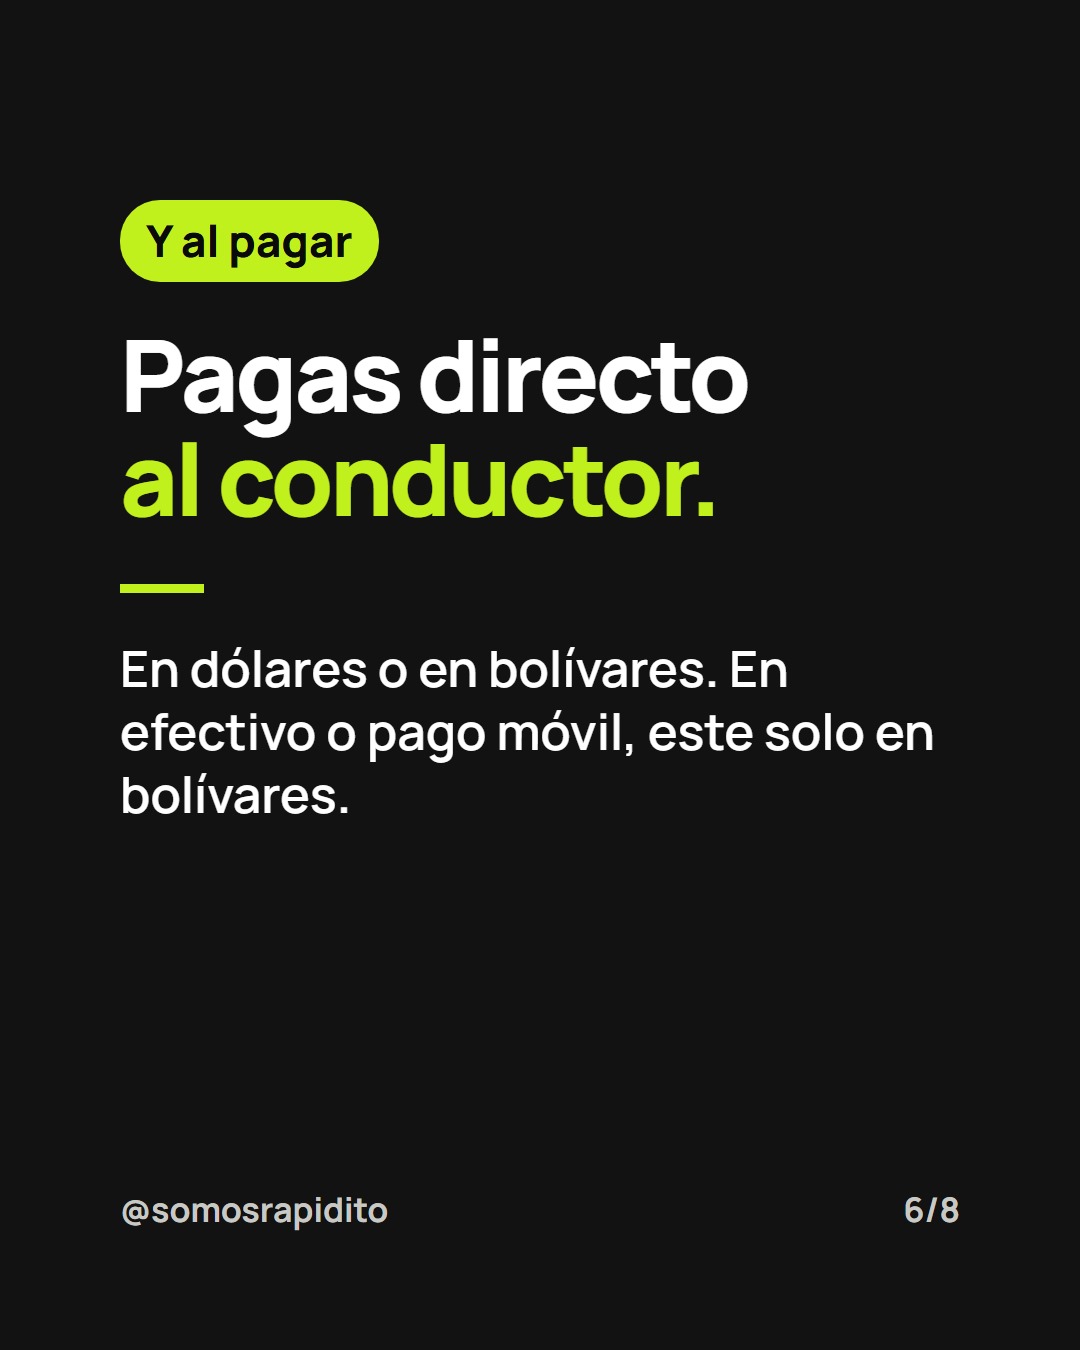 Y al pagar
Pagas directo
al conductor.
En dólares o en bolívares. En
efectivo o pago móvil, este solo en
bolívares.
@somosrapidito
6/8